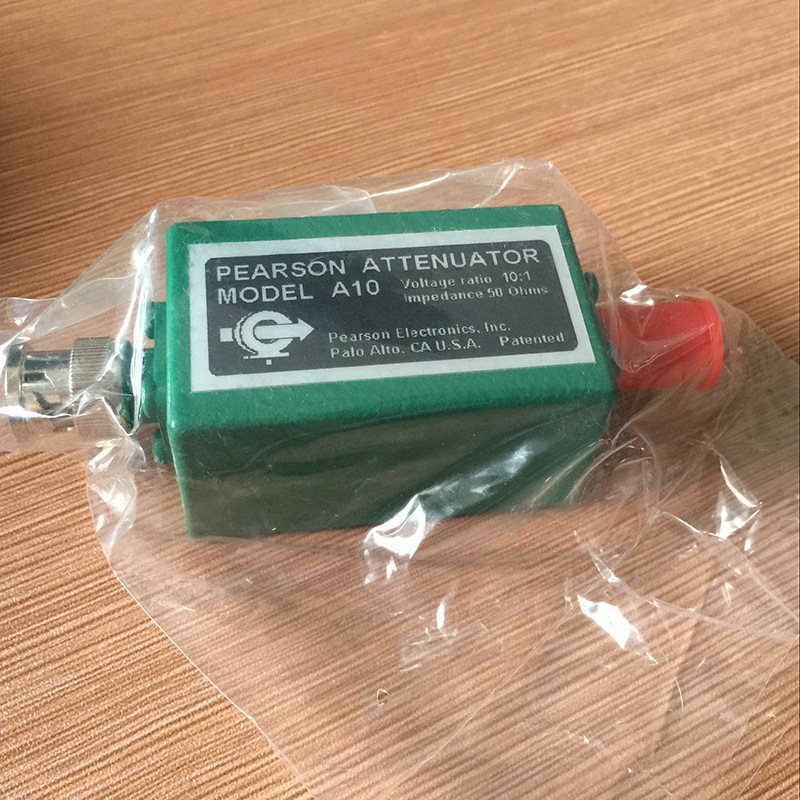 PEARSON ATTENUATOR
MODEL A10
Voltage ratio 10:1
Impedance 50 Ohms
Pearson Electronics, Inc.
Palo Alto, CA U.S.A. Patented